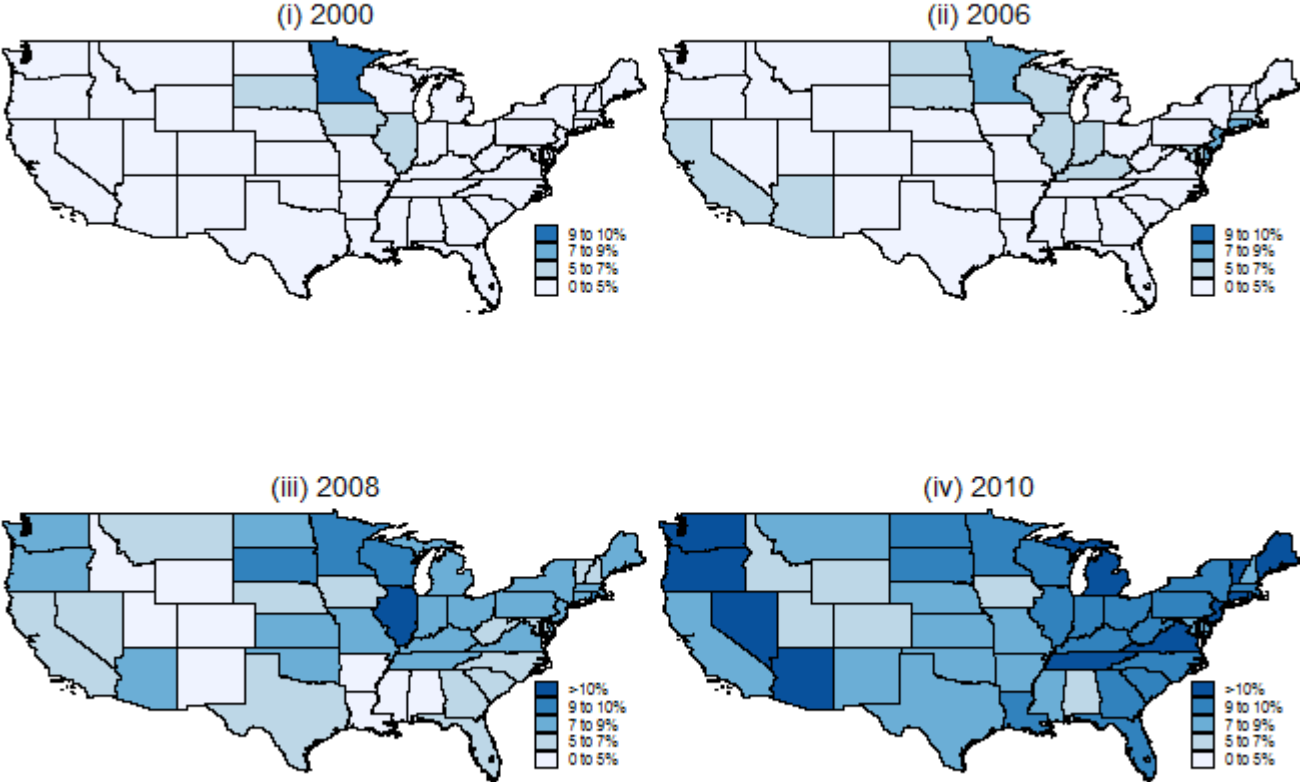 (i) 2000
(ii) 2006
9 to 10%
7 to 9%
5 to 7%
0 to 5%
9 to 10%
7 to 9%
5 to 7%
0 to 5%
(iii) 2008
(iv) 2010
>10%
9 to 10%
7 to 9%
5 to 7%
0 to 5%
>10%
9 to 10%
7 to 9%
5 to 7%
0 to 5%